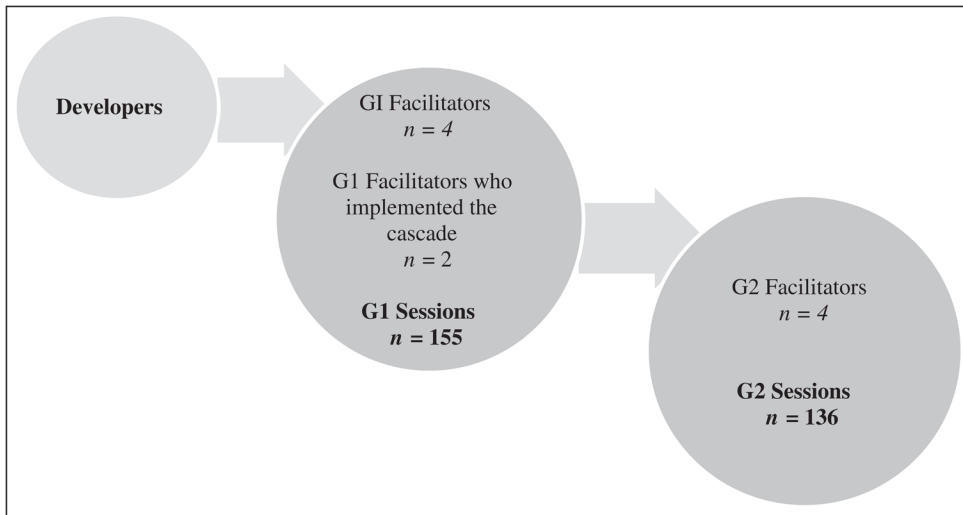 Developers
GI Facilitators
n = 4
G1 Facilitators who
implemented the
cascade
n = 2
G1 Sessions
n = 155
G2 Facilitators
n = 4
G2 Sessions
n = 136